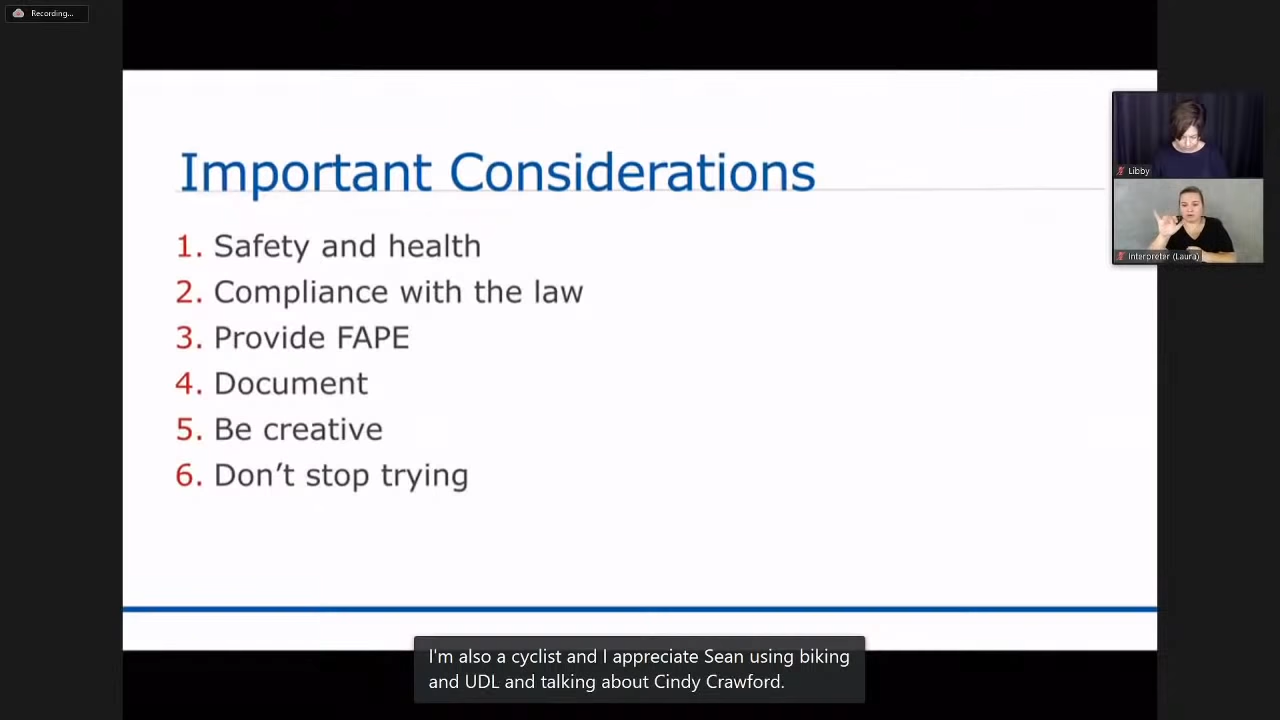 Recording...
Important Considerations
1. Safety and health
2. Compliance with the law
3. Provide FAPE
4. Document
5. Be creative
6. Don’t stop trying
Libby
Interpreter (Laura)
I'm also a cyclist and I appreciate Sean using biking
and UDL and talking about Cindy Crawford.